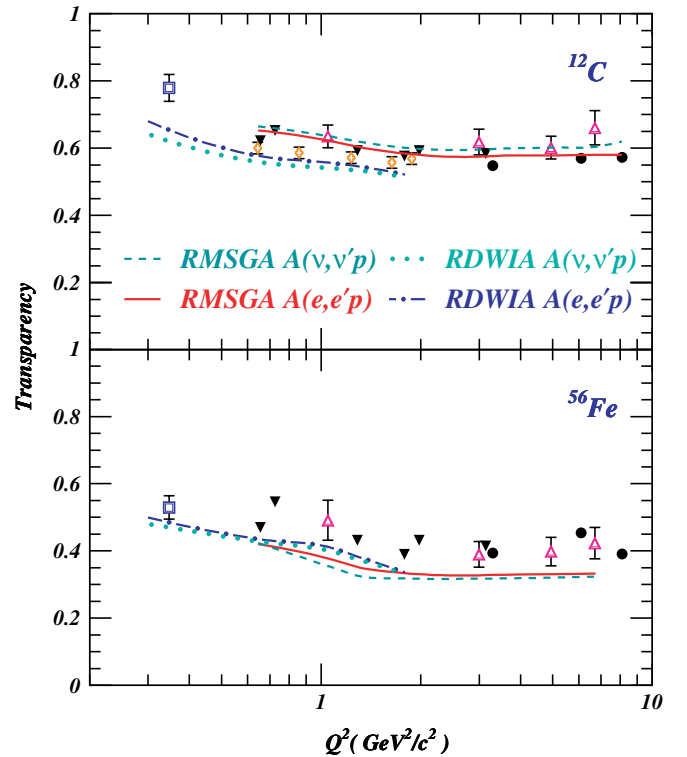 1
¹²C
0.8
0.6
0.4
RMSGA A(ν,ν′p) RDWIA A(ν,ν′p)
0.2
RMSGA A(e,e′p) RDWIA A(e,e′p)
Transparency
1
⁵⁶Fe
0.8
0.6
0.4
0.2
0
1 10
Q²( GeV²/c²)